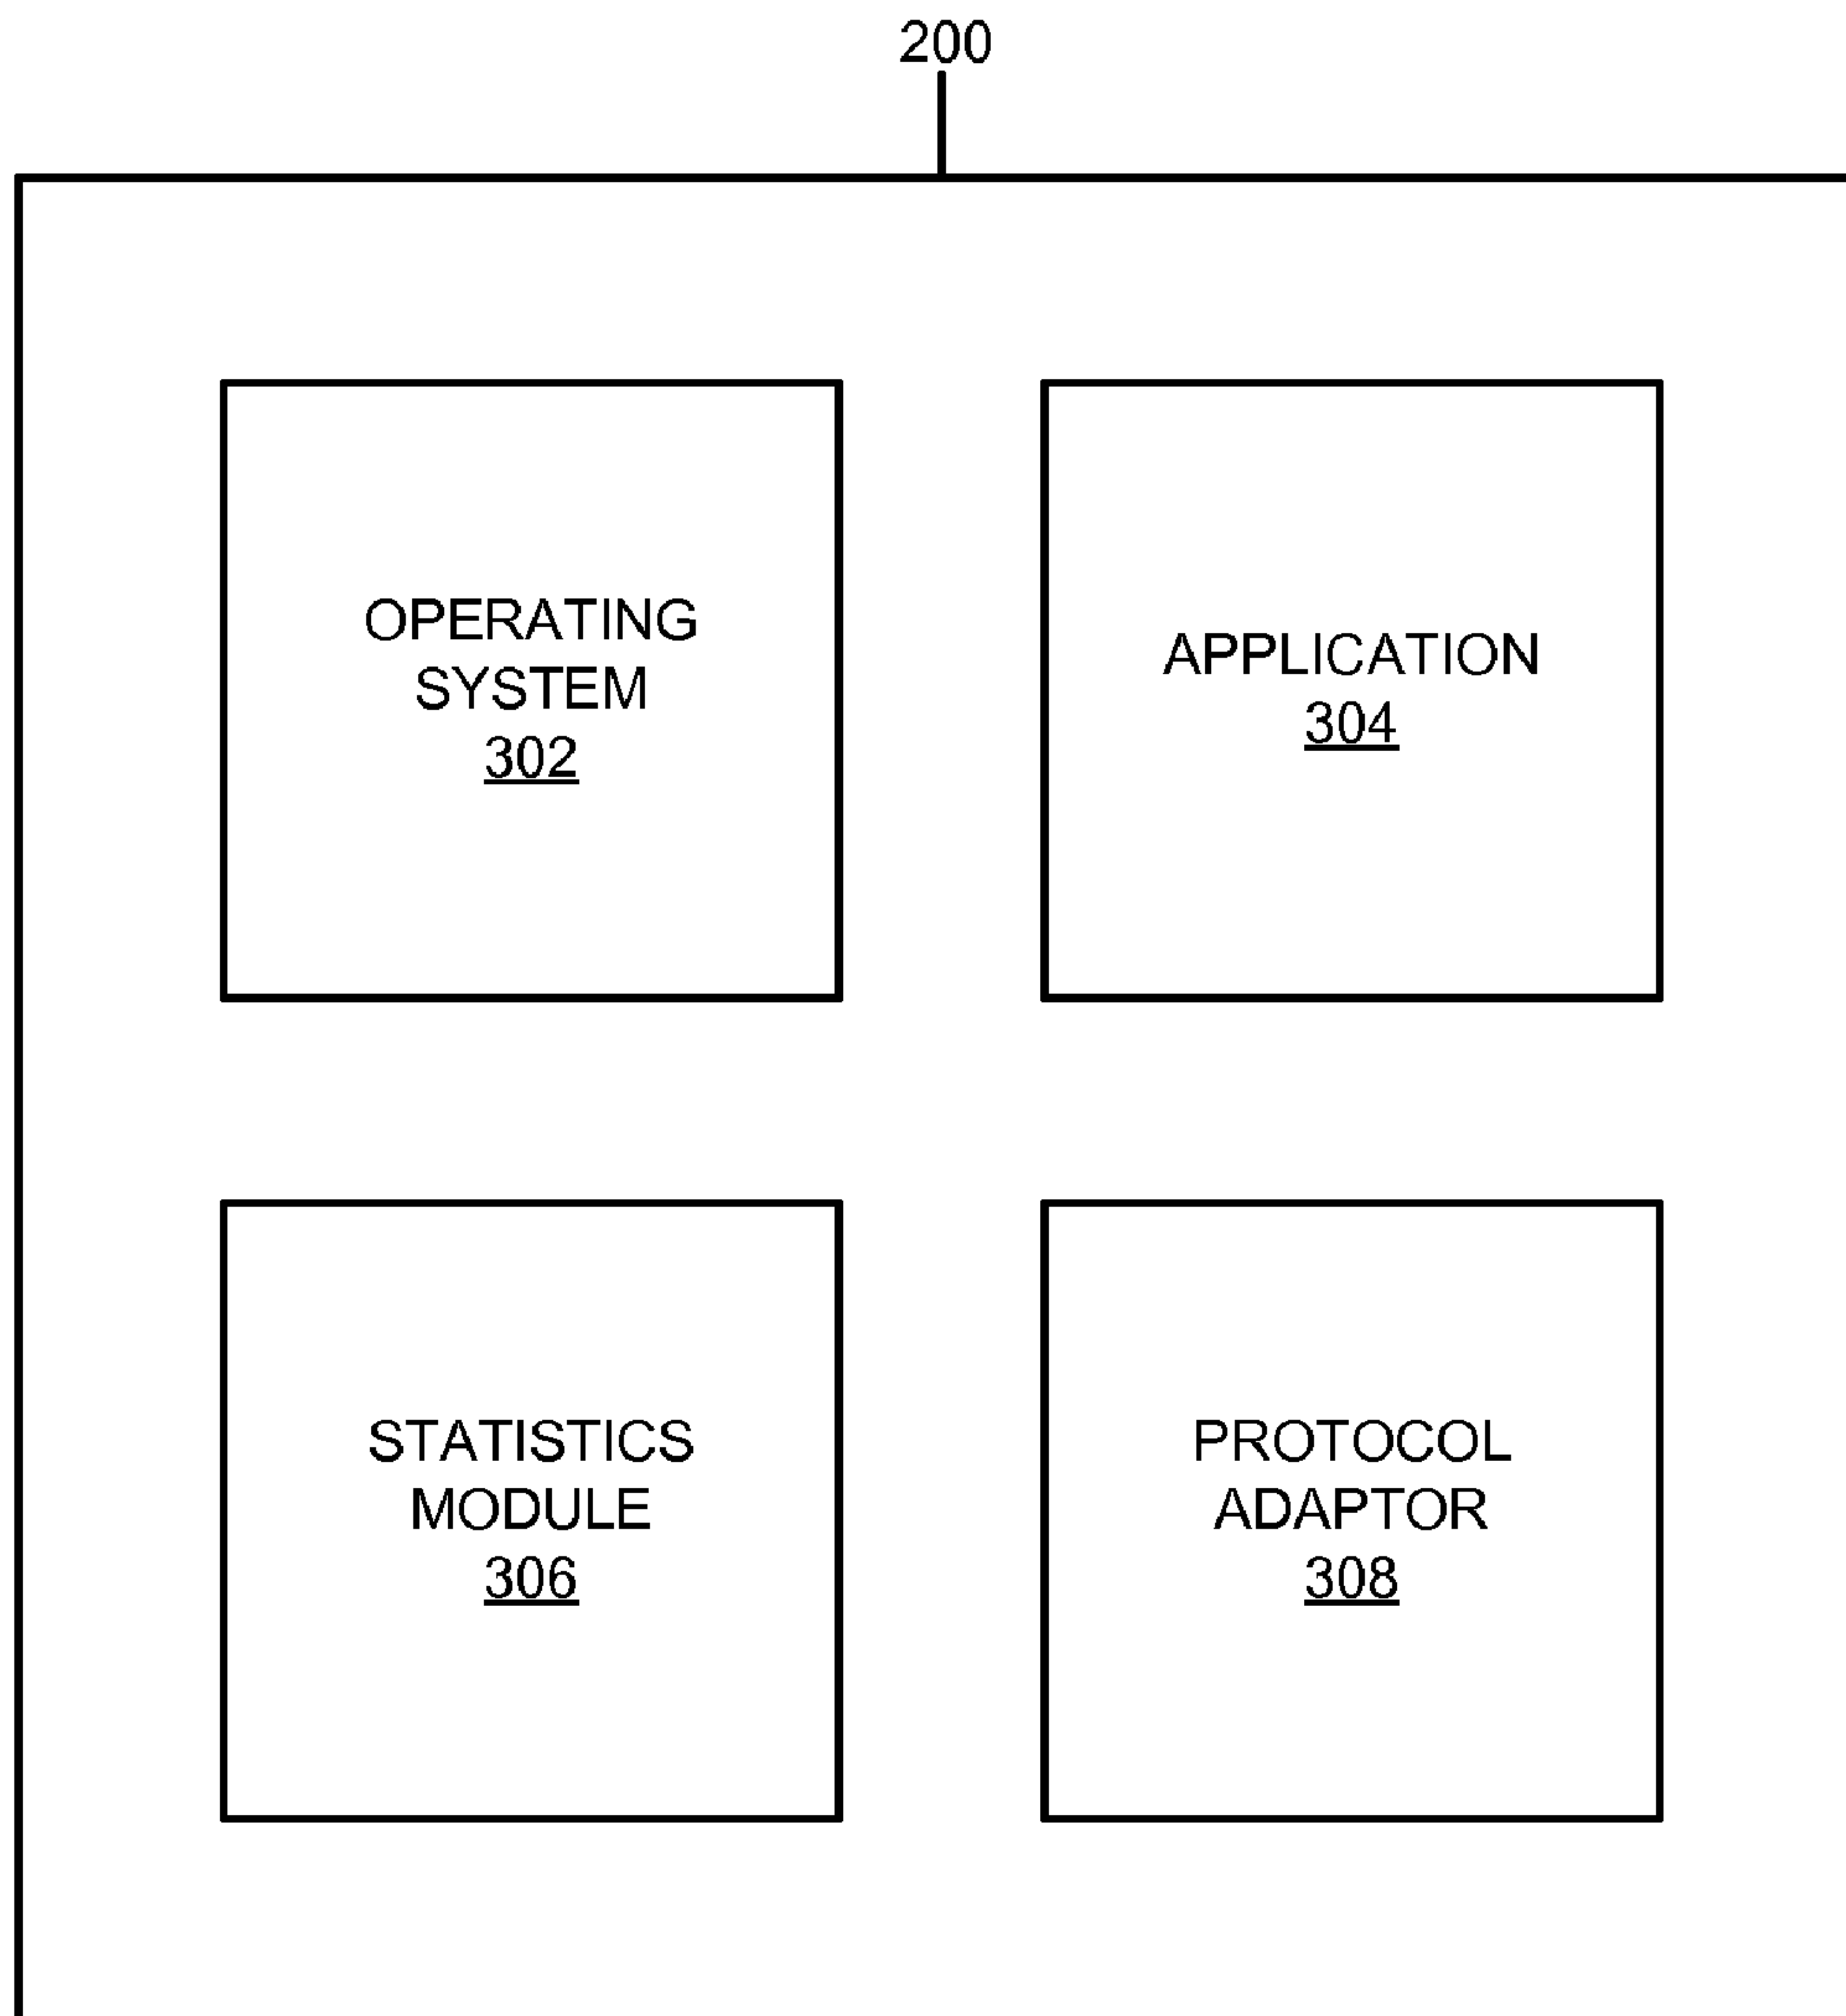 200
OPERATING
SYSTEM
302
APPLICATION
304
STATISTICS
MODULE
306
PROTOCOL
ADAPTOR
308